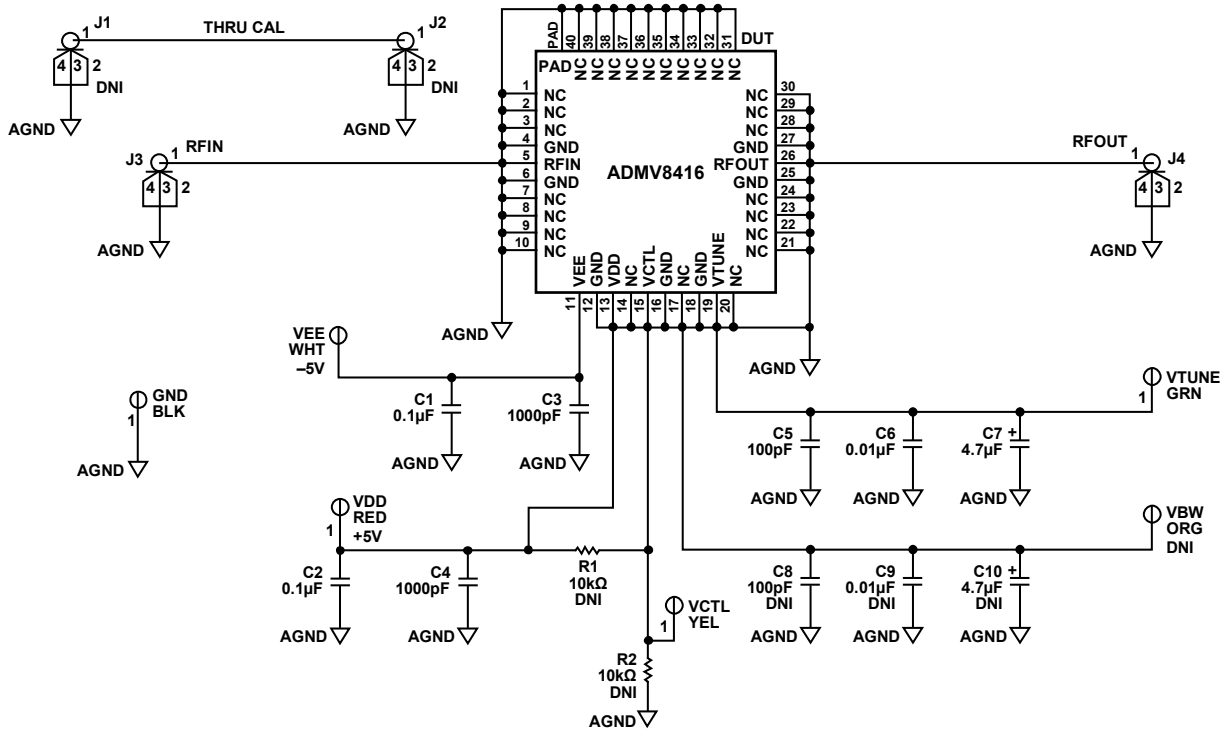 J1
1
THRU CAL
1
J2
4 3 2
DNI
AGND
4 3 2
DNI
AGND
J3
1
RFIN
4 3 2
AGND
PAD
40
39
38
37
36
35
34
33
32
31
DUT
PAD
NC
NC
NC
NC
NC
NC
NC
NC
NC
NC
1 NC
2 NC
3 NC
4 GND
5 RFIN
6 GND
7 NC
8 NC
9 NC
10 NC
ADMV8416
NC 30
NC 29
NC 28
GND 27
RFOUT 26
GND 25
NC 24
NC 23
NC 22
NC 21
RFOUT
1
J4
4 3 2
AGND
VEE
GND
VDD
NC
VCTL
GND
NC
GND
VTUNE
NC
11
12
13
14
15
16
17
18
19
20
AGND
AGND
VEE
WHT
–5V
C1
0.1µF
AGND
C3
1000pF
AGND
GND
BLK
1
AGND
VTUNE
GRN
1
C5
100pF
AGND
C6
0.01µF
AGND
C7 +
4.7µF
AGND
VDD
RED
+5V
1
C2
0.1µF
AGND
C4
1000pF
AGND
R1
10kΩ
DNI
VBW
ORG
DNI
1
C8
100pF
DNI
AGND
C9
0.01µF
DNI
AGND
C10 +
4.7µF
DNI
AGND
VCTL
YEL
1
R2
10kΩ
DNI
AGND